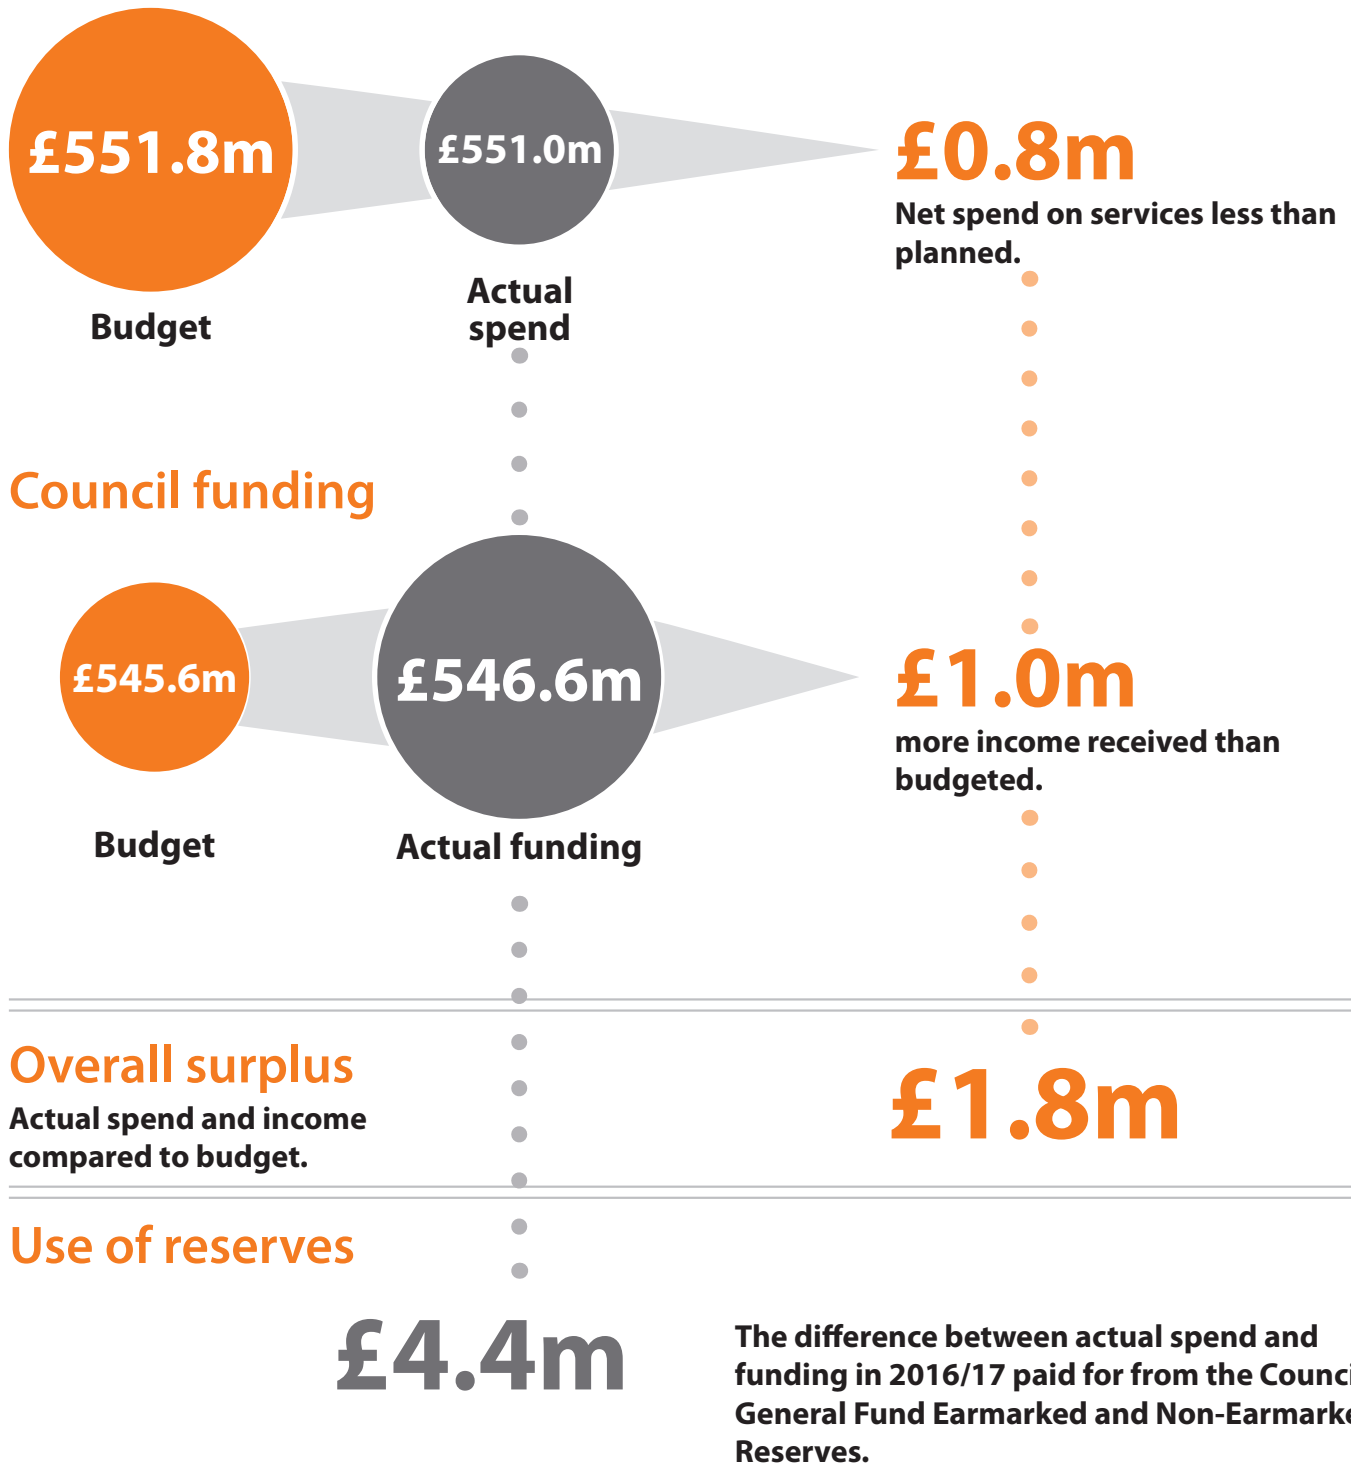 £551.8m
£551.0m
£0.8m
Net spend on services less than
planned.
Budget
Actual
spend
Council funding
£545.6m
£546.6m
£1.0m
more income received than
budgeted.
Budget
Actual funding
Overall surplus
Actual spend and income
compared to budget.
£1.8m
Use of reserves
£4.4m
The difference between actual spend and
funding in 2016/17 paid for from the
General Fund Earmarked and
Reserves.